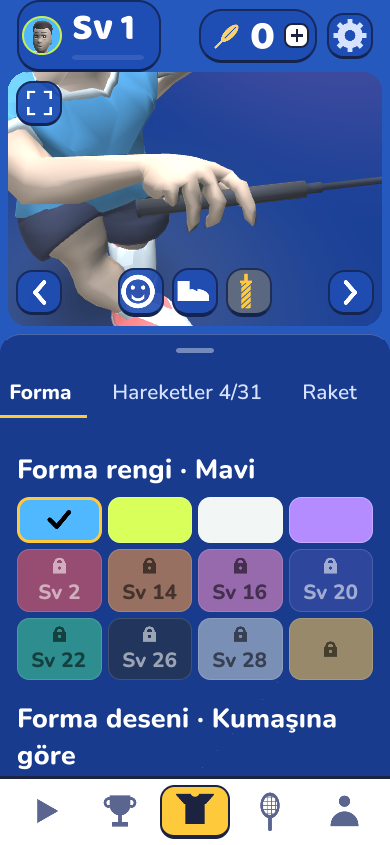 Sv 1
0
Forma
Hareketler 4/31
Raket
Forma rengi · Mavi
Sv 2
Sv 14
Sv 16
Sv 20
Sv 22
Sv 26
Sv 28
Forma deseni · Kumaşına
göre